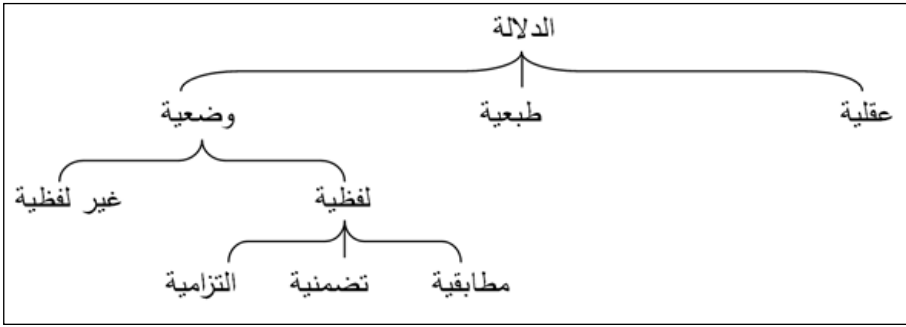 الدلالة
عقلية طبعية وضعية
لفظية غير لفظية
مطابقية تضمنية التزامية